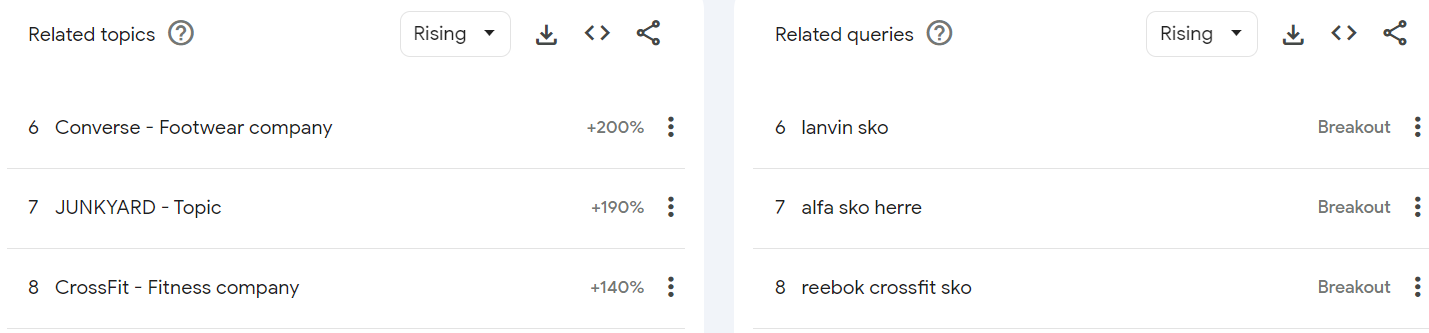 Related topics
Rising
6 Converse - Footwear company +200%
7 JUNKYARD - Topic +190%
8 CrossFit - Fitness company +140%
Related queries
Rising
6 lanvin sko Breakout
7 alfa sko herre Breakout
8 reebok crossfit sko Breakout